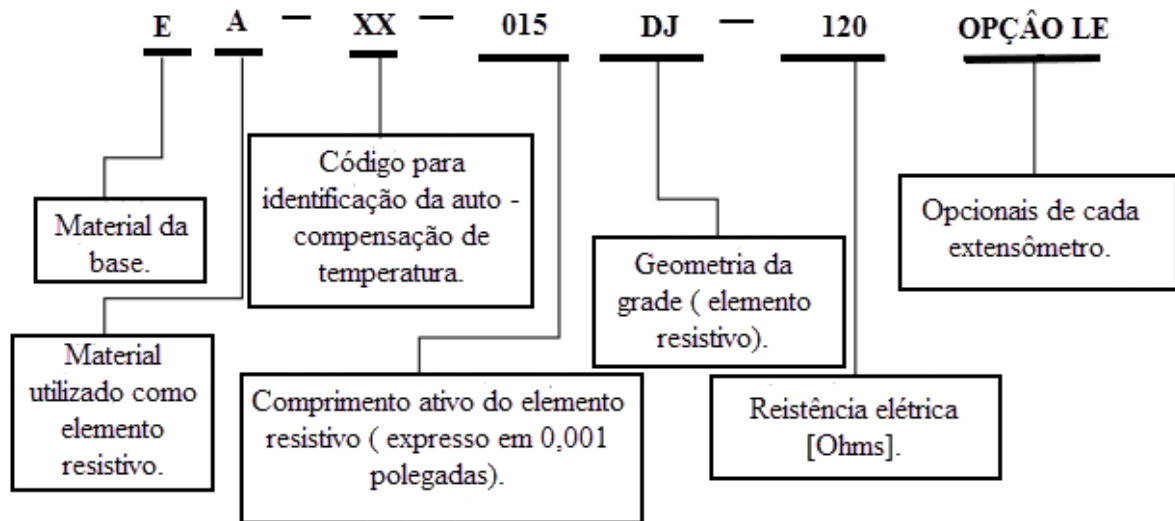 E A – XX – 015 DJ – 120 OPÇÂO LE
Código para
identificação da auto -
compensação de
temperatura.
Material da
base.
Opcionais de cada
extensômetro.
Geometria da
grade ( elemento
resistivo).
Material
utilizado como
elemento
resistivo.
Comprimento ativo do elemento
resistivo ( expresso em 0,001
polegadas).
Reistência elétrica
[Ohms].